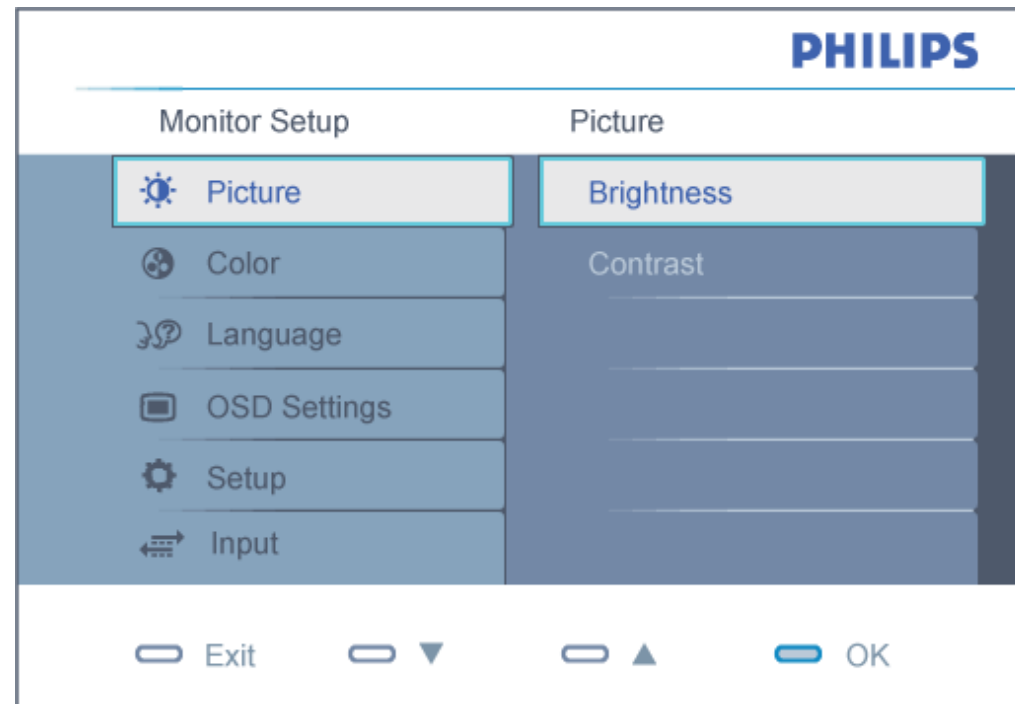 PHILIPS
Monitor Setup
Picture
Picture
Brightness
Color
Contrast
Language
OSD Settings
Setup
Input
Exit
OK